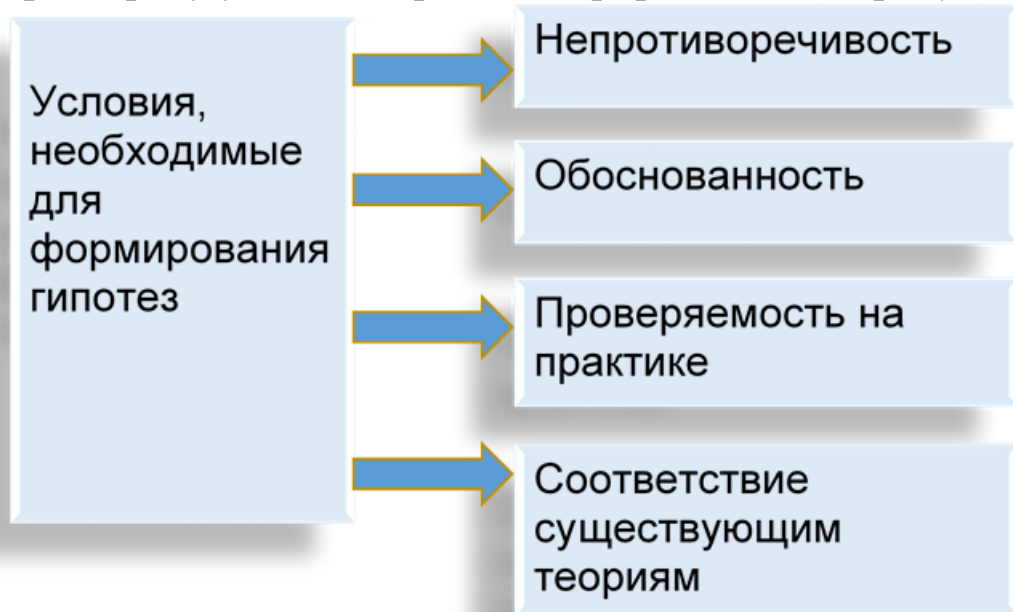 Условия,
необходимые
для
формирования
гипотез
Непротиворечивость
Обоснованность
Проверяемость на
практике
Соответствие
существующим
теориям